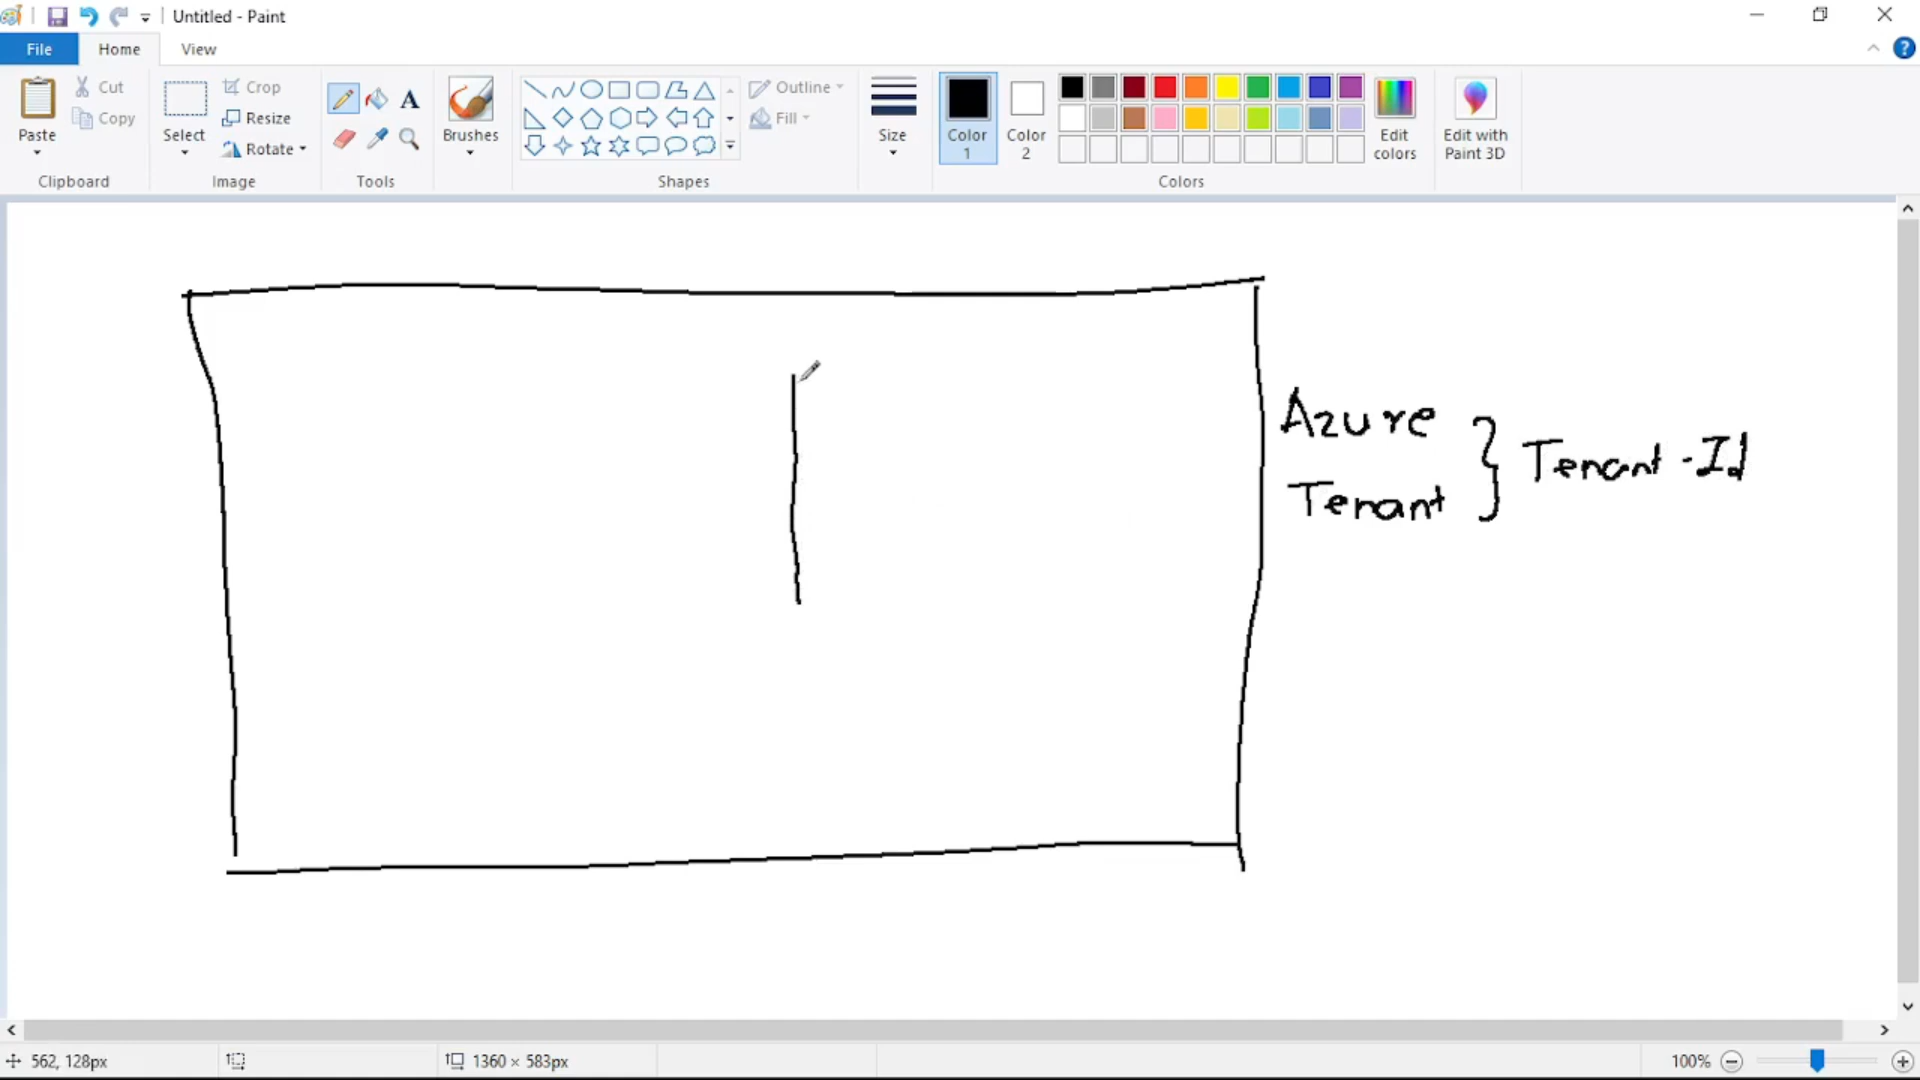 Untitled - Paint
File
Home
View
Paste
Cut
Copy
Clipboard
Select
Crop
Resize
Rotate
Image
A
Tools
Brushes
Shapes
Outline
Fill
Size
Color
1
Color
2
Colors
Edit
colors
Edit with
Paint 3D
Azure
Tenant
} Tenant - Id
562, 128px
1360 × 583px
100%